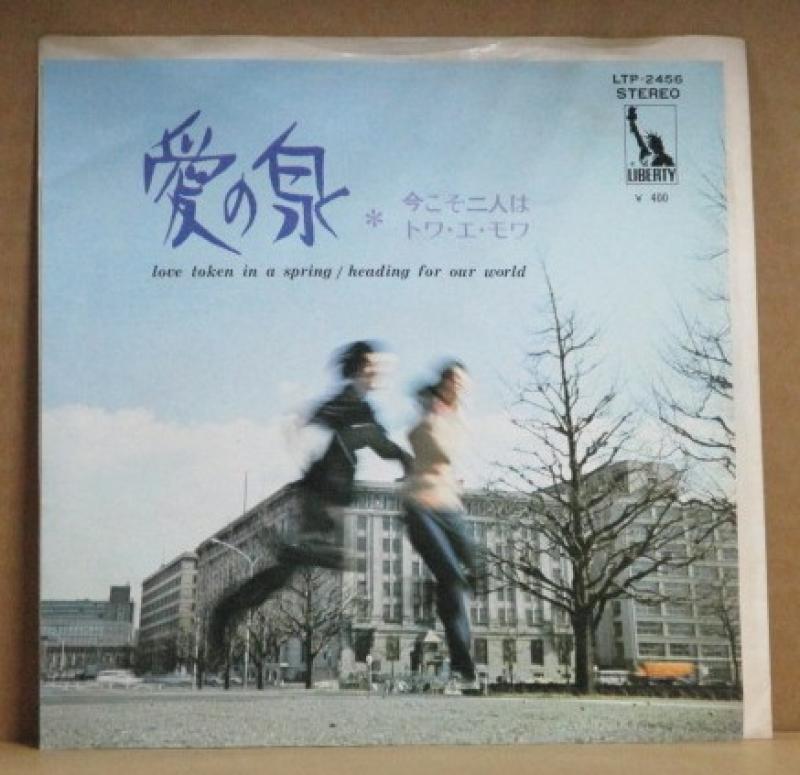 LTP-2456
STEREO
LIBERTY
¥ 400
愛の泉
*
今こそ二人は
トワ・エ・モワ
love token in a spring / heading for our world